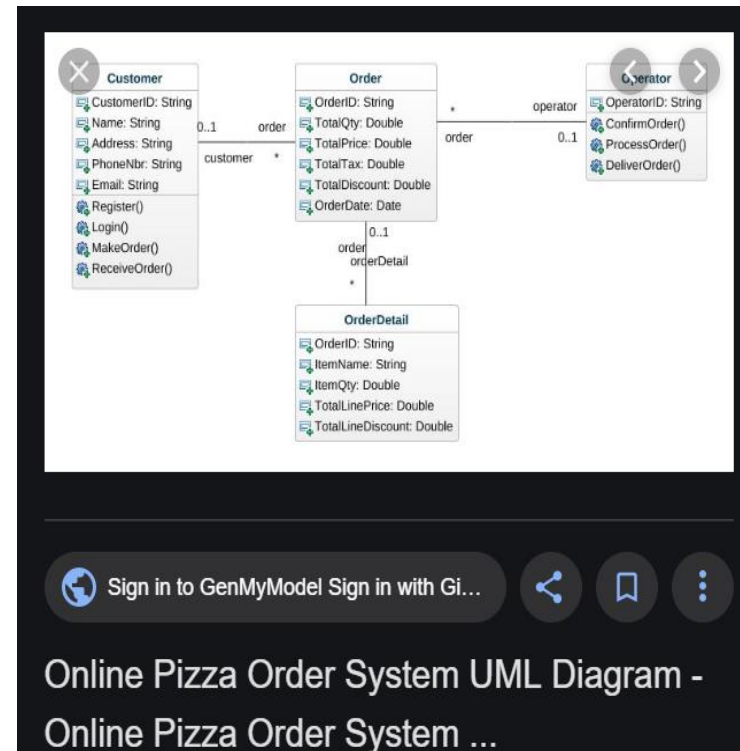 Customer
CustomerID: String
Name: String
Address: String
PhoneNbr: String
Email: String
Register()
Login()
MakeOrder()
ReceiveOrder()
0..1
order
customer
*
Order
OrderID: String
TotalQty: Double
TotalPrice: Double
TotalTax: Double
TotalDiscount: Double
OrderDate: Date
*
operator
order
0..1
Operator
OperatorID: String
ConfirmOrder()
ProcessOrder()
DeliverOrder()
0..1
order
orderDetail
*
OrderDetail
OrderID: String
ItemName: String
ItemQty: Double
TotalLinePrice: Double
TotalLineDiscount: Double
Sign in to GenMyModel Sign in with Gi...
Online Pizza Order System UML Diagram -
Online Pizza Order System ...